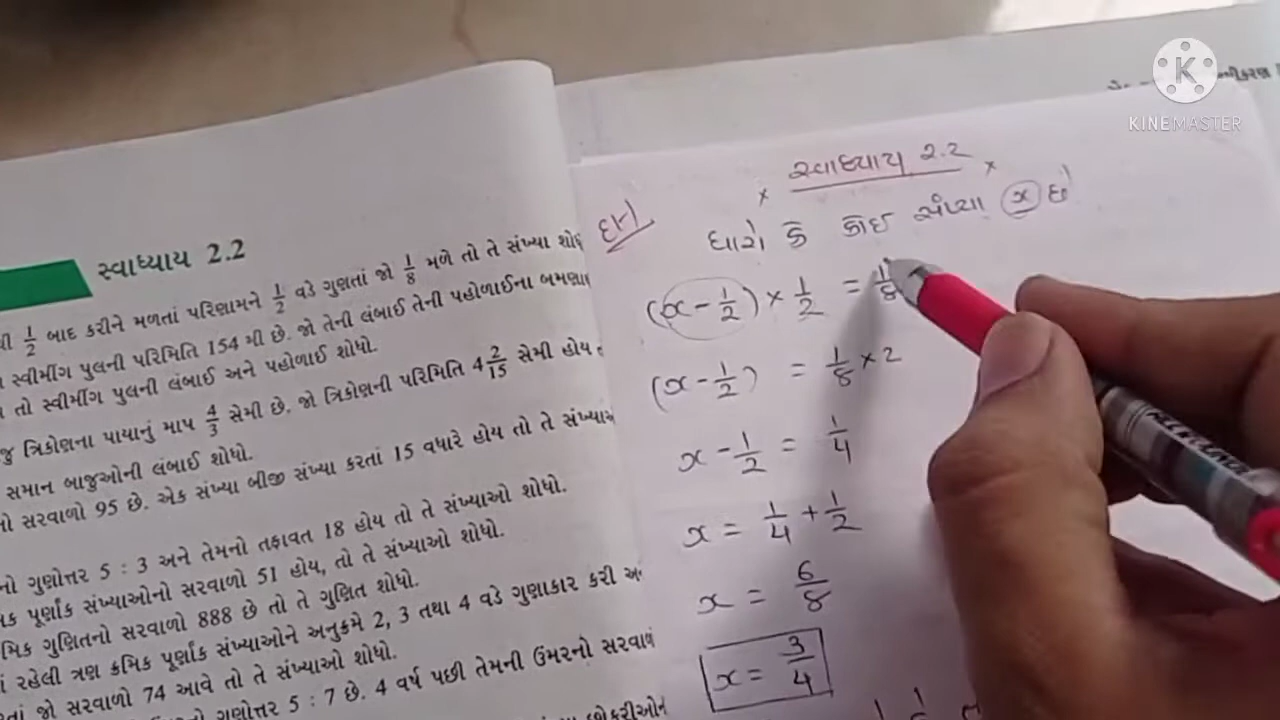 સ્વાધ્યાય 2.2
1/2 બાદ કરીને મળતાં પરિણામને 1/2 વડે ગુણતાં જો 1/8 મળે તો તે સંખ્યા
સ્વીમીંગ પુલની પરિમિતિ 154 મી છે. જો તેની લંબાઈ તેની પહોળાઈના
તો સ્વીમીંગ પુલની લંબાઈ અને પહોળાઈ શોધો.
ત્રિકોણના પાયાનું માપ 4/3 સેમી છે. જો ત્રિકોણની પરિમિતિ 4 2/15 સેમી હોય
સમાન બાજુઓની લંબાઈ શોધો.
સરવાળો 95 છે. એક સંખ્યા બીજી સંખ્યા કરતાં 15 વધારે હોય તો તે
ગુણોત્તર 5 : 3 અને તેમનો તફાવત 18 હોય તો તે સંખ્યાઓ શોધો.
પૂર્ણાંક સંખ્યાઓનો સરવાળો 51 હોય, તો તે સંખ્યાઓ શોધો.
ગુણિતનો સરવાળો 888 છે તો તે ગુણિત શોધો.
રહેલી ત્રણ ક્રમિક પૂર્ણાંક સંખ્યાઓને અનુક્રમે 2, 3 તથા 4 વડે ગુણાકાર કરી
જો સરવાળો 74 આવે તો તે સંખ્યાઓ શોધો.
ગુણોત્તર 5 : 7 છે. 4 વર્ષ પછી તેમની ઉંમરનો
KINEMASTER
× સ્વાધ્યાય 2.2 ×
ધારો કે કોઈ સંખ્યા x છે
(x - 1/2) × 1/2 = 1/8
(x - 1/2) = 1/8 × 2
x - 1/2 = 1/4
x = 1/4 + 1/2
x = 6/8
x = 3/4